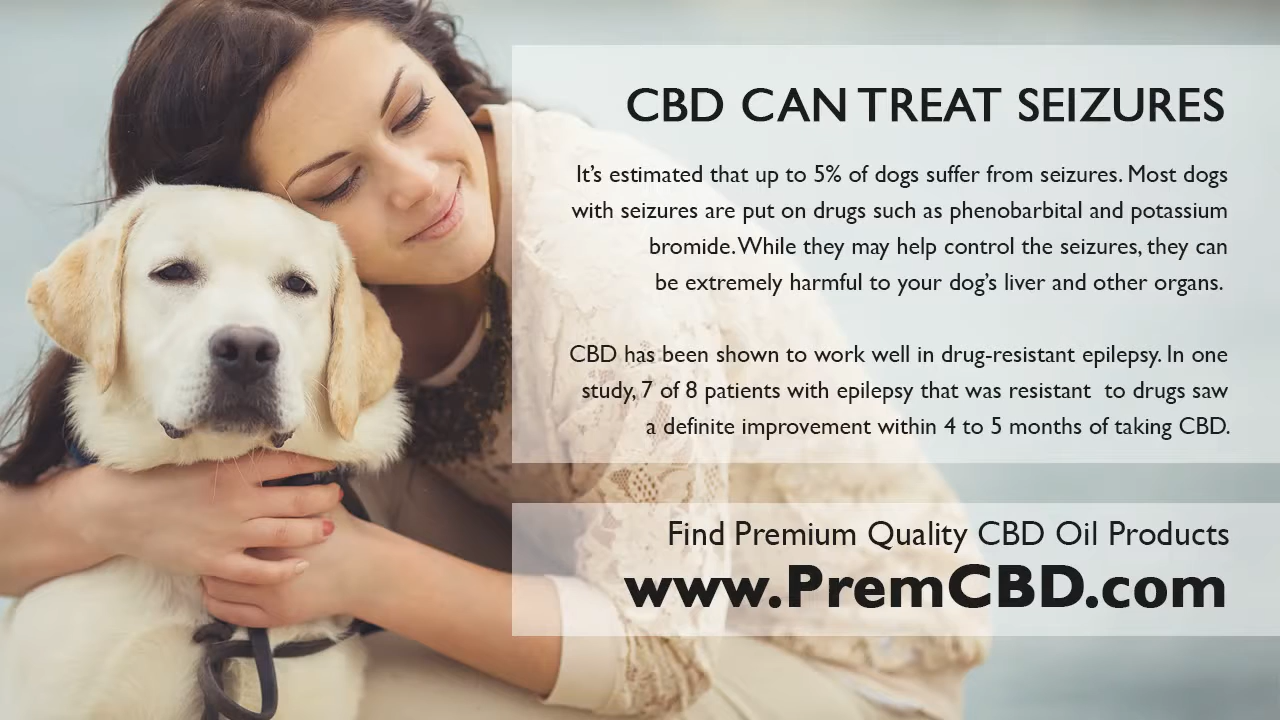 CBD CAN TREAT SEIZURES
It's estimated that up to 5% of dogs suffer from seizures. Most dogs
with seizures are put on drugs such as phenobarbital and potassium
bromide. While they may help control the seizures, they can
be extremely harmful to your dog's liver and other organs.
CBD has been shown to work well in drug-resistant epilepsy. In one
study, 7 of 8 patients with epilepsy that was resistant to drugs saw
a definite improvement within 4 to 5 months of taking CBD.
Find Premium Quality CBD Oil Products
www.PremCBD.com